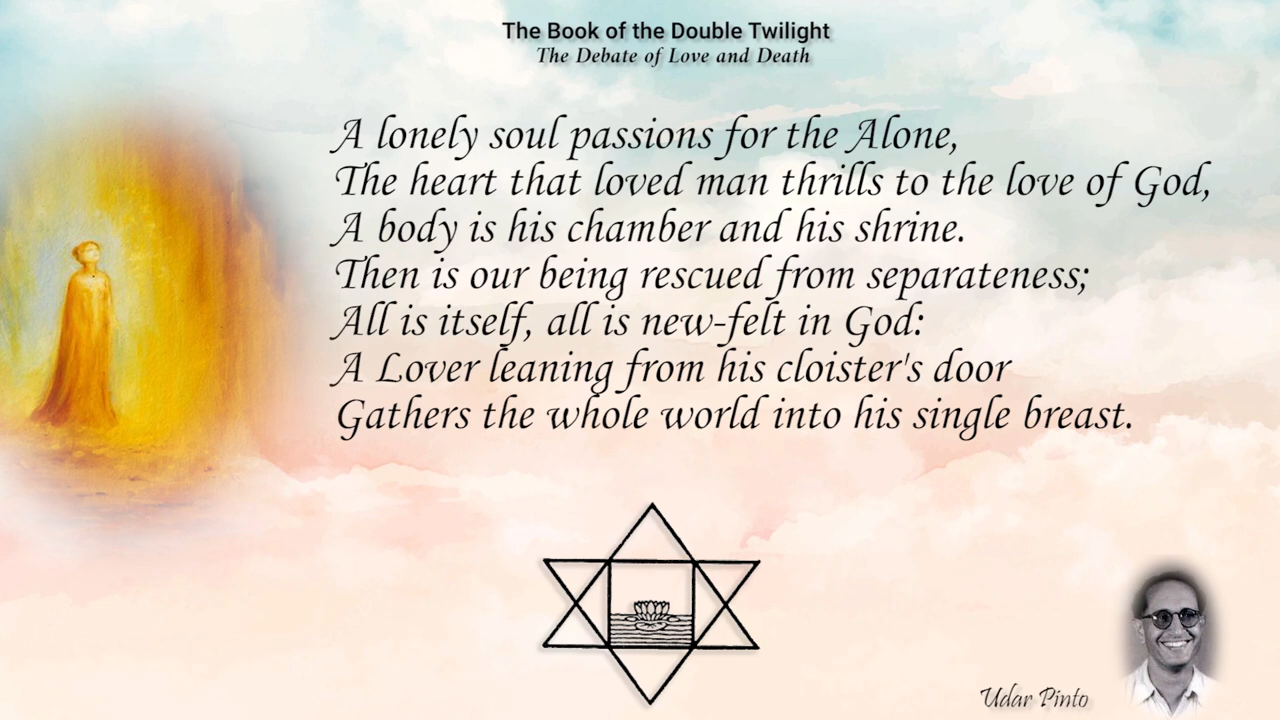 The Book of the Double Twilight
The Debate of Love and Death
A lonely soul passions for the Alone,
The heart that loved man thrills to the love of God,
A body is his chamber and his shrine.
Then is our being rescued from separateness;
All is itself, all is new-felt in God:
A Lover leaning from his cloister's door
Gathers the whole world into his single breast.
Udar Pinto